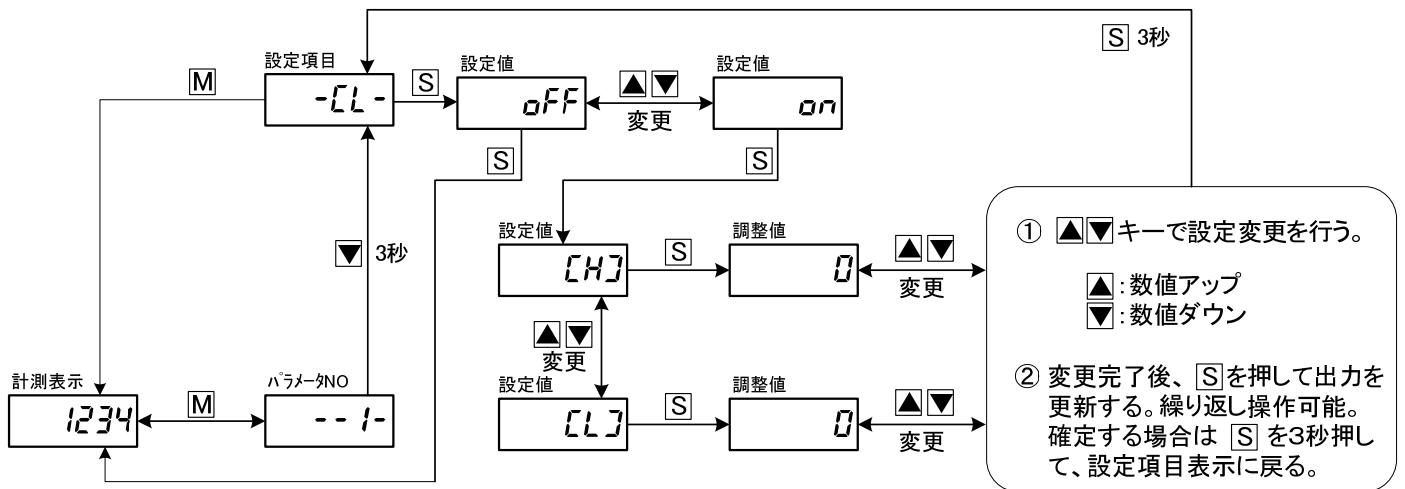 S 3秒
設定項目
設定値
設定値
M
-CL-
S
oFF
▲▼
変更
on
S
S
設定値
調整値
▼ 3秒
[H]
S
0
▲▼
変更
▲▼
変更
設定値
調整値
[L]
S
0
▲▼
変更
計測表示
パラメータNO
1234
M
--1-
① ▲▼キーで設定変更を行う。
▲:数値アップ
▼:数値ダウン
② 変更完了後、Sを押して出力を
更新する。繰り返し操作可能。
確定する場合は S を3秒押し
て、設定項目表示に戻る。